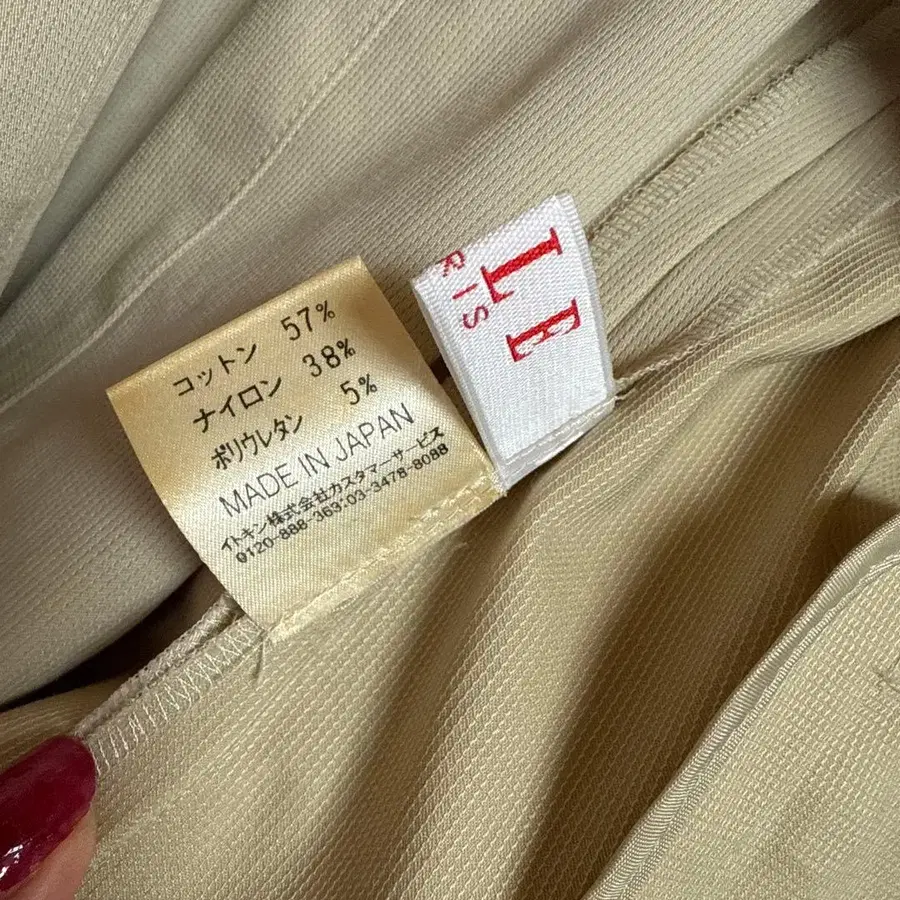 コットン 57%
ナイロン 38%
ポリウレタン 5%
MADE IN JAPAN
イトキン株式会社カスタマーサービス
0120-888-363:03-3478-8088
LE
RIS